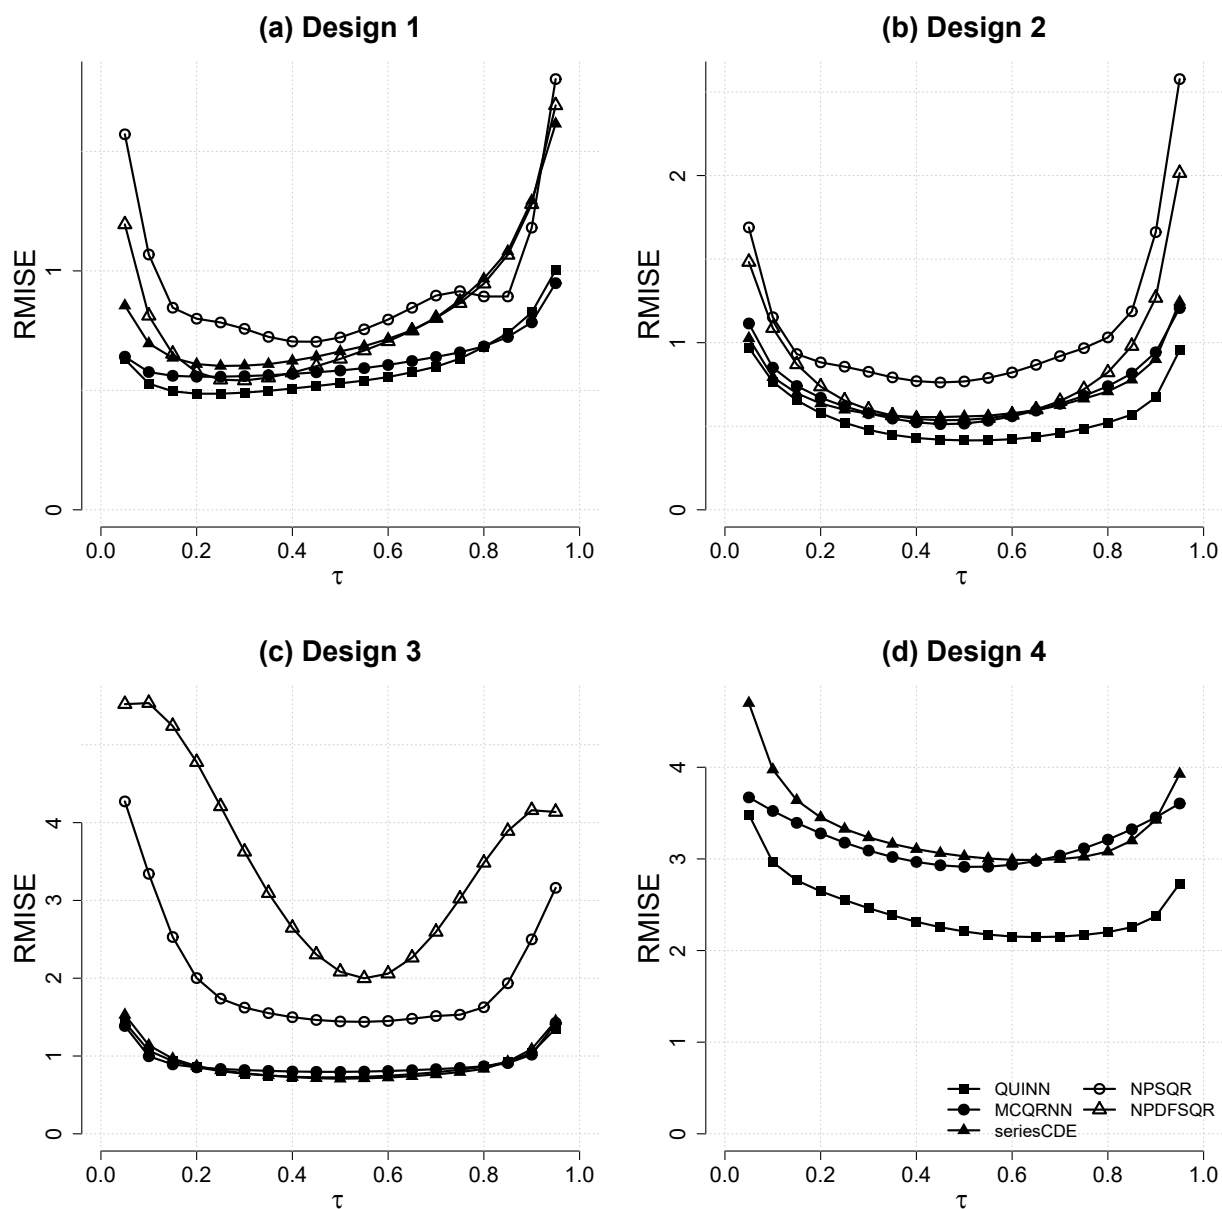 (a) Design 1
RMISE
1
0
0.0 0.2 0.4 0.6 0.8 1.0
τ
(b) Design 2
RMISE
2
1
0
0.0 0.2 0.4 0.6 0.8 1.0
τ
(c) Design 3
RMISE
4
3
2
1
0
0.0 0.2 0.4 0.6 0.8 1.0
τ
(d) Design 4
RMISE
4
3
2
1
0
QUINN NPSQR
MCQRNN NPDFSQR
seriesCDE
0.0 0.2 0.4 0.6 0.8 1.0
τ